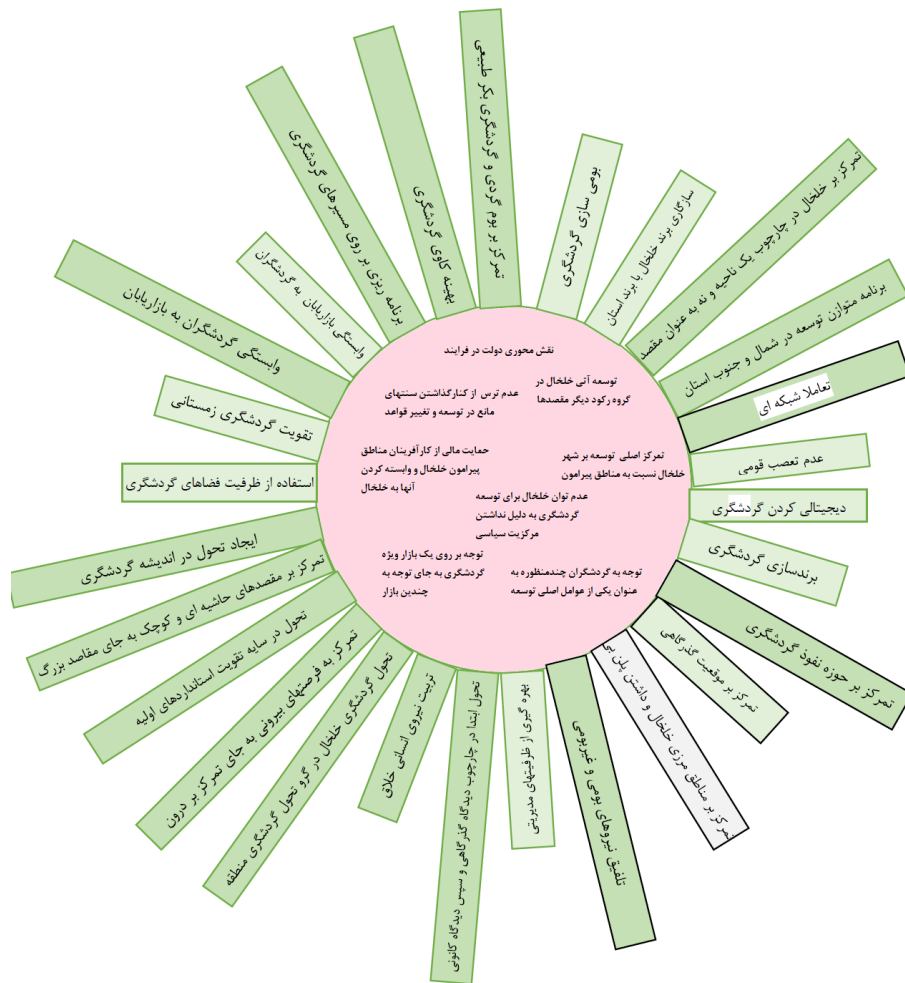 تمرکز بر بوم گردی و گردشگری بکر طبیعی
بومی سازی گردشگری
سازگاری برند خلخال با برند استان
تمرکز بر خلخال در چارچوب یک ناحیه و نه به عنوان مقصد
برنامه متوازن توسعه در شمال و جنوب استان
تعاملا شبکه ای
عدم تعصب قومی
دیجیتالی کردن گردشگری
برندسازی گردشگری
تمرکز بر حوزه نفوذ گردشگری
تمرکز بر موقعیت گذرگاهی
تمرکز بر مناطق مرزی خلخال و داشتن پلن بی
تلفیق نیروهای بومی و غیربومی
بهره گیری از ظرفیتهای مدیریتی
تحول ابتدا در چارچوب دیدگاه گذرگاهی و سپس دیدگاه کانونی
تربیت نیروی انسانی خلاق
تحول گردشگری خلخال در گرو تحول گردشگری منطقه
تمرکز به فرصتهای بیرونی به جای تمرکز بر درون
تحول در سایه تقویت استانداردهای اولیه
تمرکز بر مقصدهای حاشیه ای و کوچک به جای مقاصد بزرگ
ایجاد تحول در اندیشه گردشگری
استفاده از ظرفیت فضاهای گردشگری
تقویت گردشگری زمستانی
وابستگی گردشگران به بازاریابان
وابستگی بازاریابان به گردشگران
برنامه ریزی بر روی مسیرهای گردشگری
بهینه کاوی گردشگری
نقش محوری دولت در فرایند
توسعه آتی خلخال در
گروه رکود دیگر مقصدها
عدم ترس از کنارگذاشتن سنتهای
مانع در توسعه و تغییر قواعد
تمرکز اصلی توسعه بر شهر
خلخال نسبت به مناطق پیرامون
حمایت مالی از کارآفرینان مناطق
پیرامون خلخال و وابسته کردن
آنها به خلخال
عدم توان خلخال برای توسعه
گردشگری به دلیل نداشتن
مرکزیت سیاسی
توجه به گردشگران چندمنظوره به
عنوان یکی از عوامل اصلی توسعه
توجه بر روی یک بازار ویژه
گردشگری به جای توجه به
چندین بازار